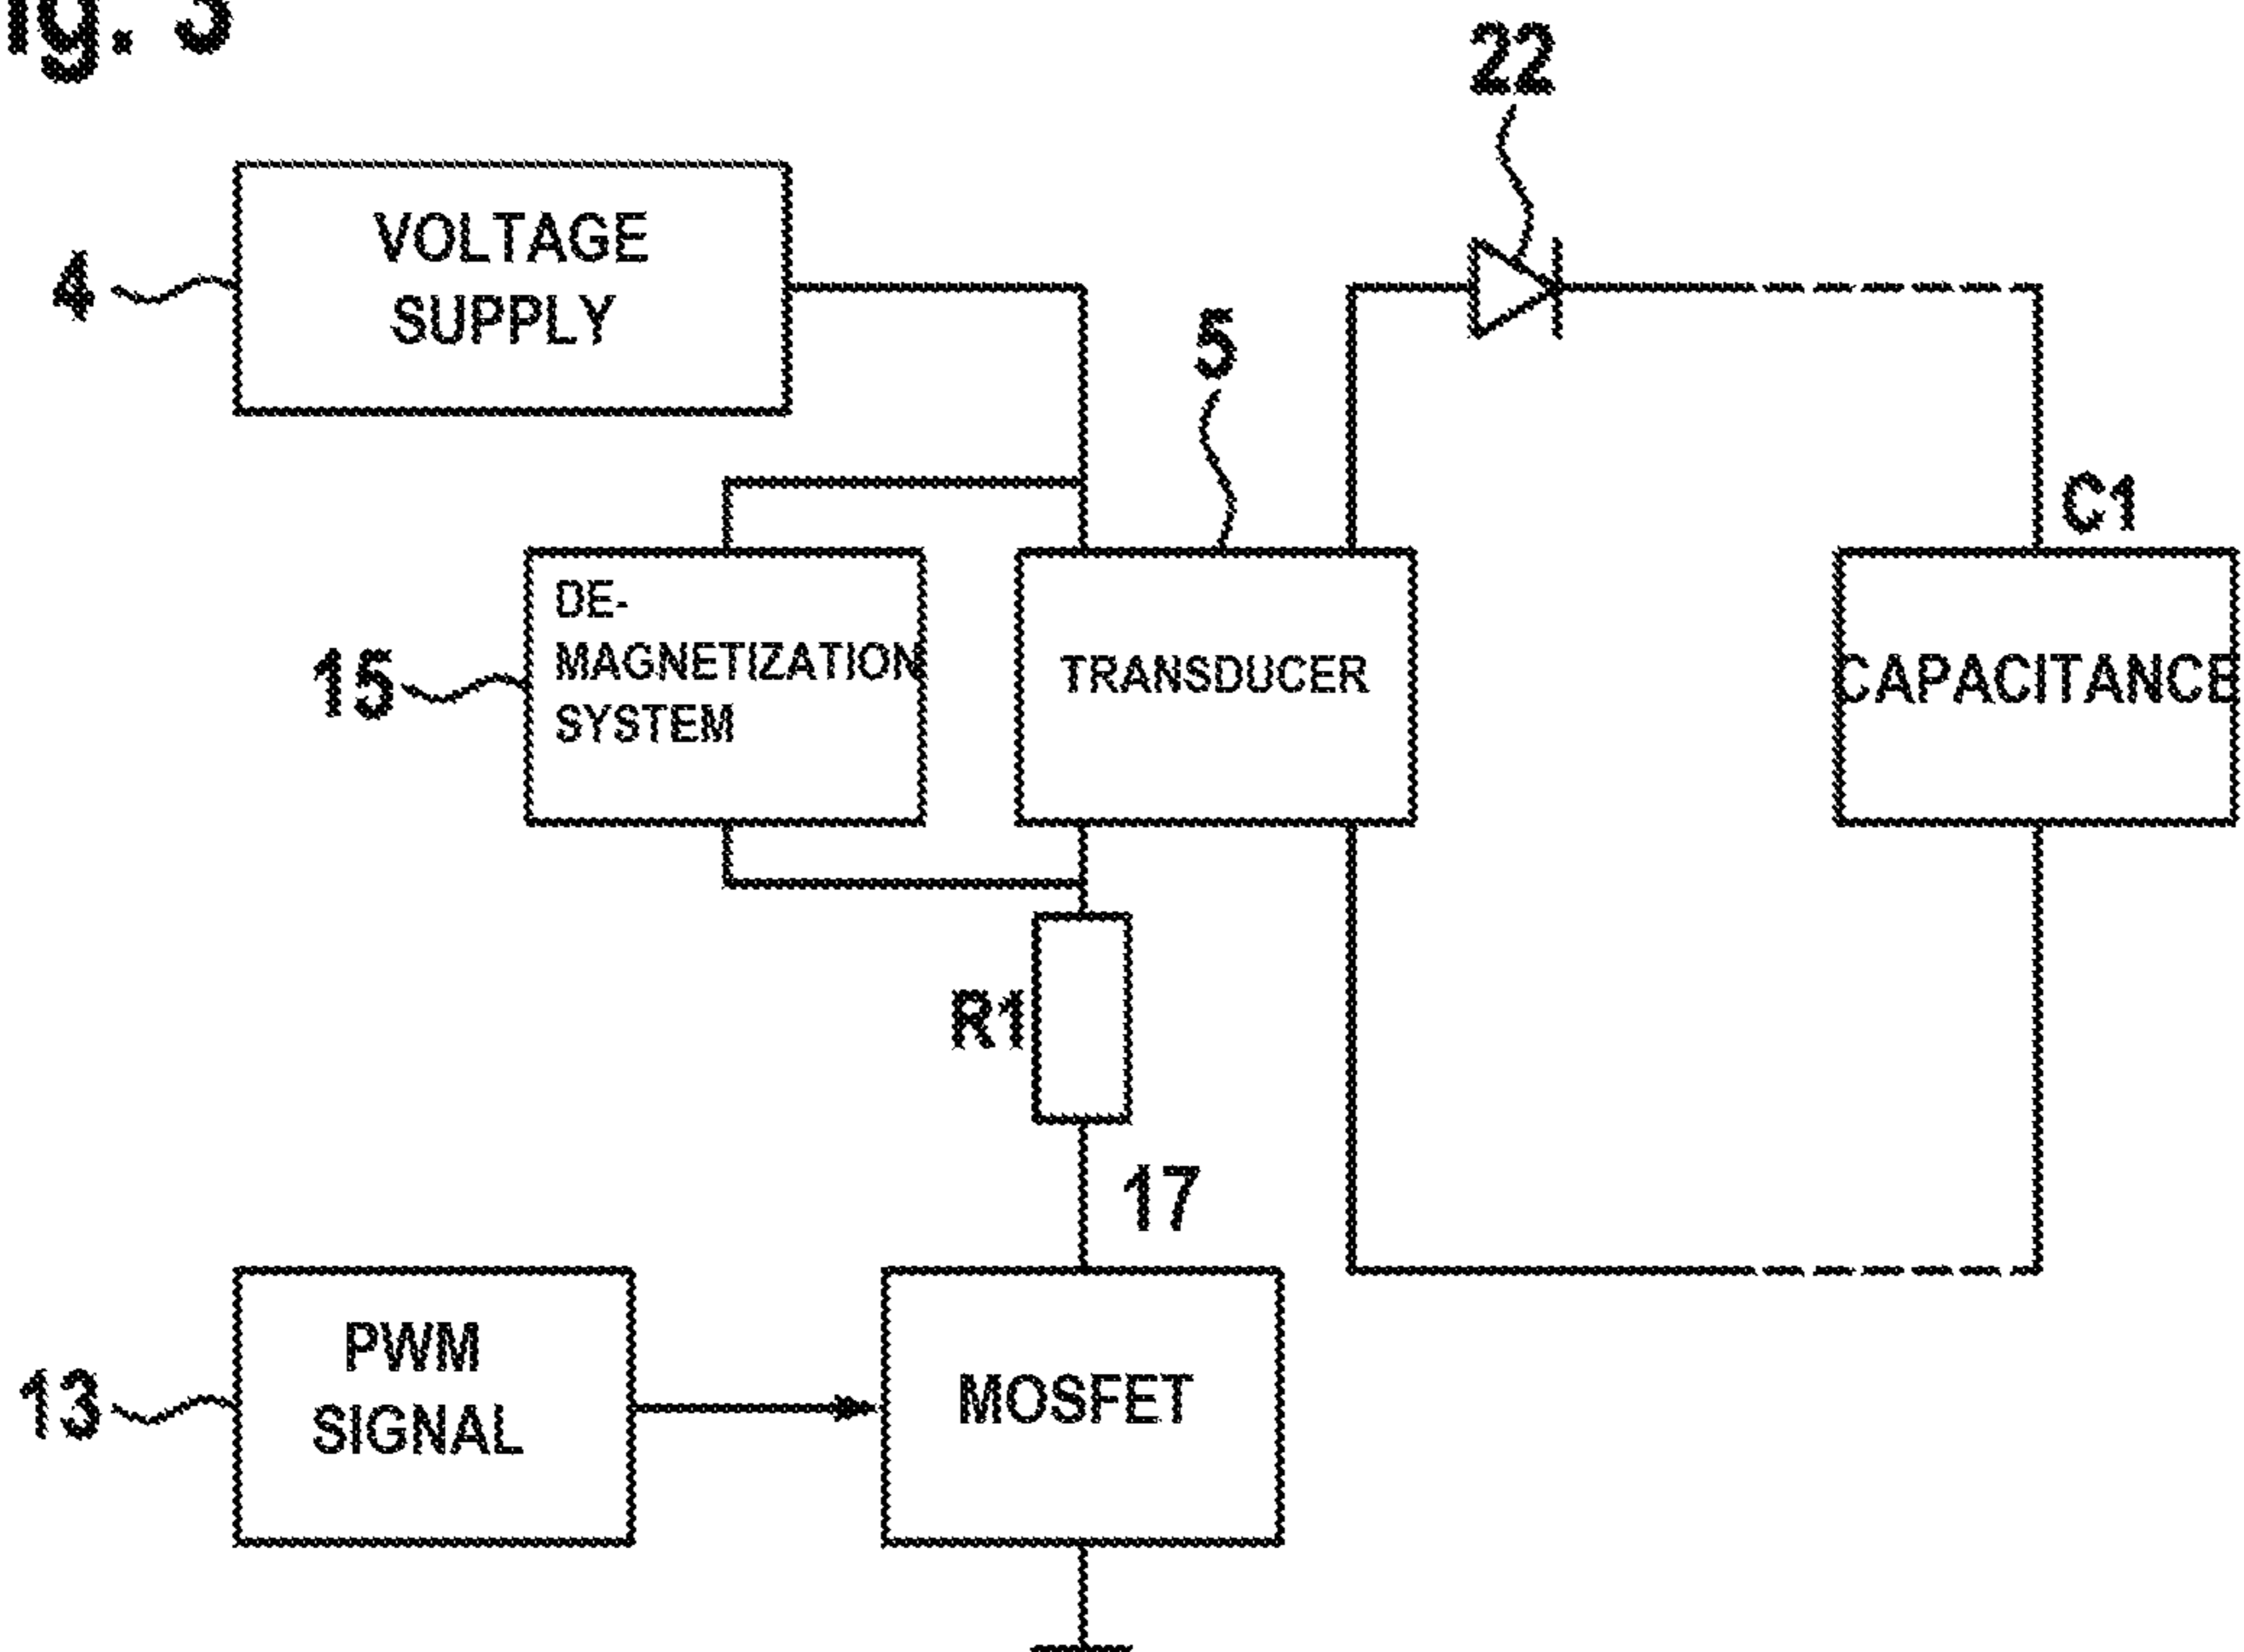 ig. 3
22
4
VOLTAGE
SUPPLY
5
C1
DE-
MAGNETIZATION
SYSTEM
15
TRANSDUCER
CAPACITANCE
R1
17
13
PWM
SIGNAL
MOSFET